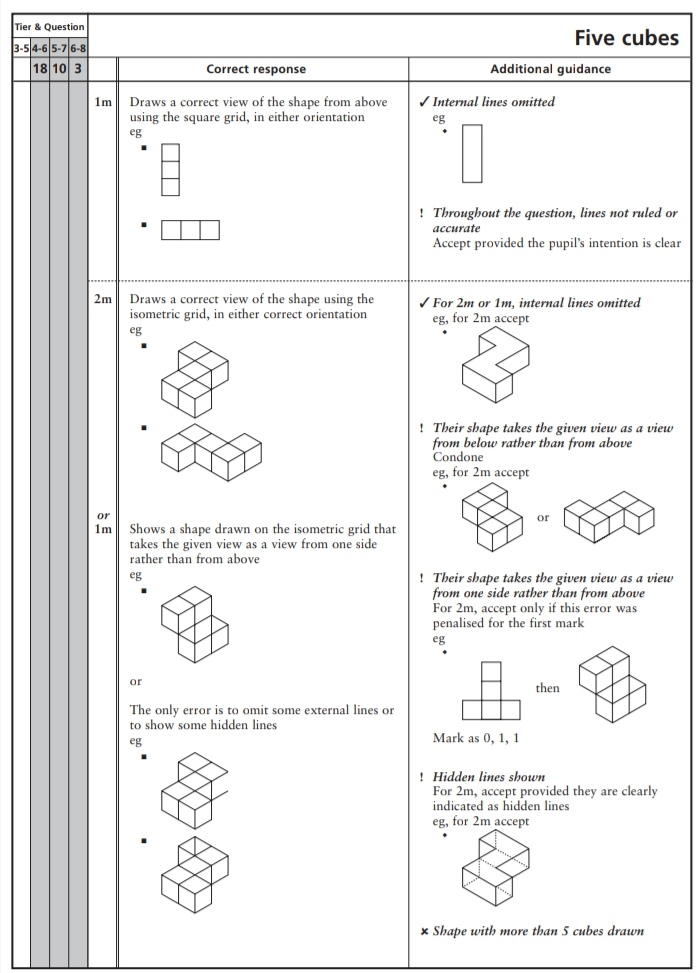 Tier & Question
Five cubes
3-5 4-6 5-7 6-8
18 10 3
Correct response
Additional guidance
1m
Draws a correct view of the shape from above
using the square grid, in either orientation
eg
✓ Internal lines omitted
eg
! Throughout the question, lines not ruled or
accurate
Accept provided the pupil's intention is clear
2m
Draws a correct view of the shape using the
isometric grid, in either correct orientation
eg
✓ For 2m or 1m, internal lines omitted
eg, for 2m accept
! Their shape takes the given view as a view
from below rather than from above
Condone
eg, for 2m accept
or
or
1m
Shows a shape drawn on the isometric grid that
takes the given view as a view from one side
rather than from above
eg
or
The only error is to omit some external lines or
to show some hidden lines
eg
! Their shape takes the given view as a view
from one side rather than from above
For 2m, accept only if this error was
penalised for the first mark
eg
then
Mark as 0, 1, 1
! Hidden lines shown
For 2m, accept provided they are clearly
indicated as hidden lines
eg, for 2m accept
✗ Shape with more than 5 cubes drawn